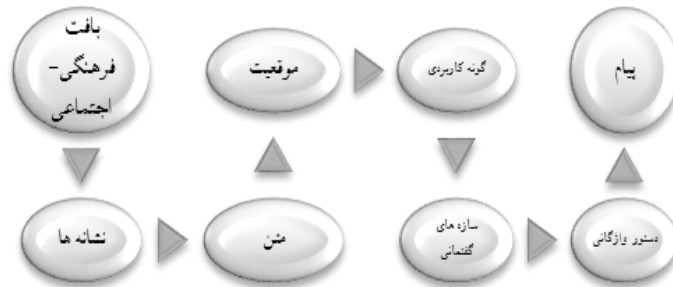 بافت
فرهنگی-
اجتماعی
نشانه ها
متن
موقعیت
گونه کاربردی
سازه های
گفتمانی
دستور واژگانی
پیام